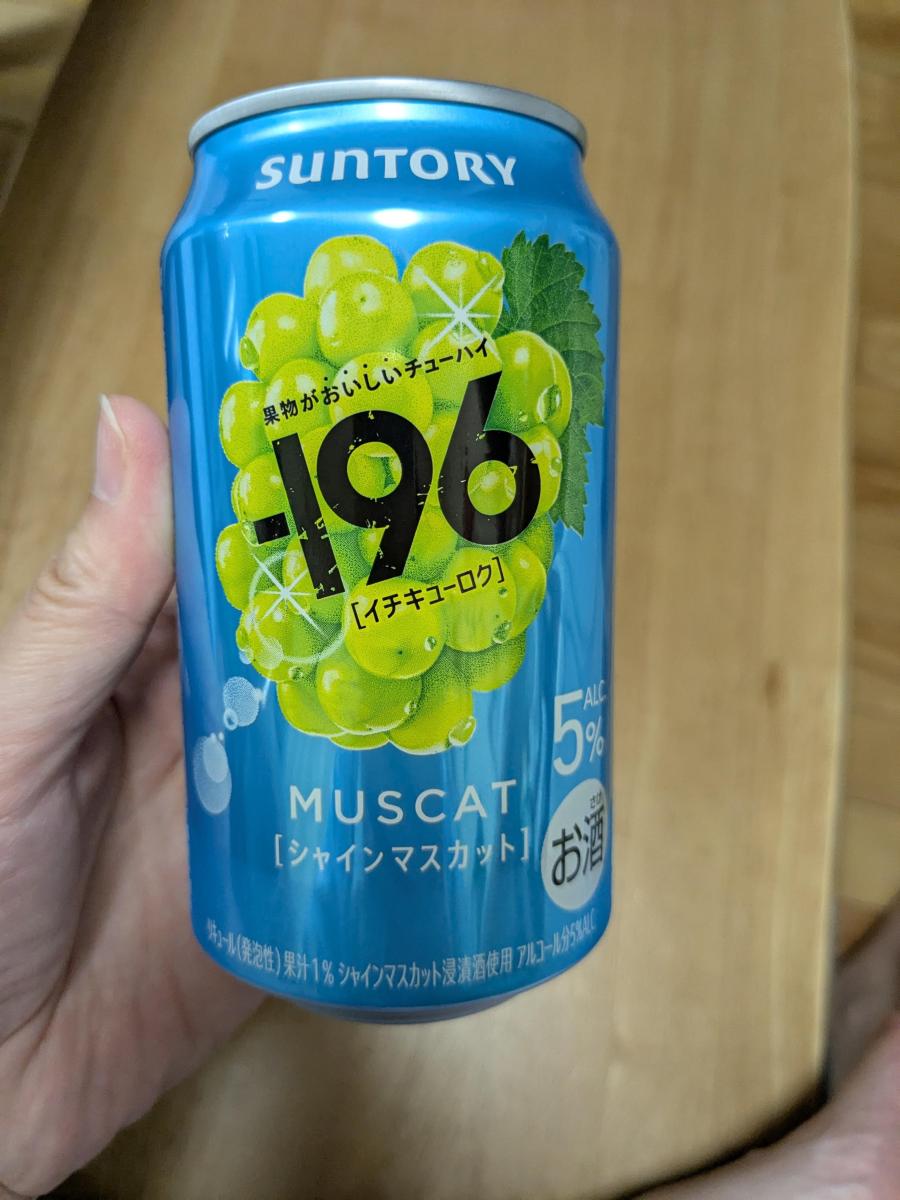 SUNTORY
果物がおいしいチューハイ
-196
[イチキューロク]
5%
ALC.
MUSCAT
[シャインマスカット]
さけ
お酒
リキュール(発泡性) 果汁1% シャインマスカット浸漬酒使用 アルコール分5%ALC.